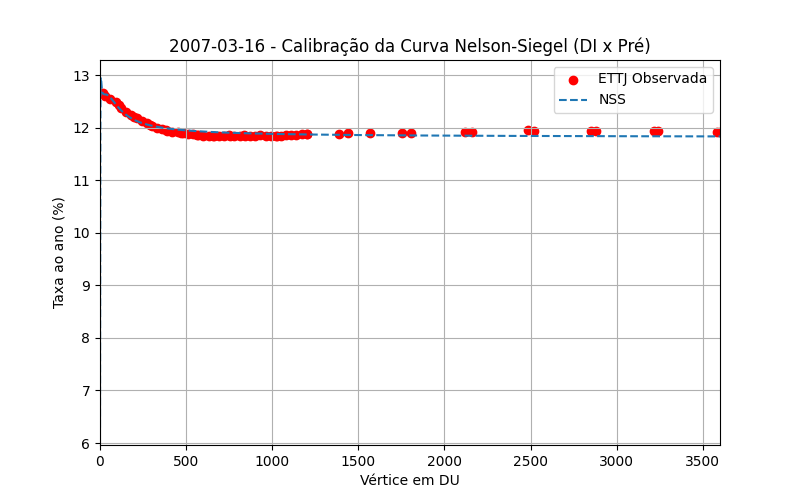 2007-03-16 - Calibração da Curva Nelson-Siegel (DI x Pré)
ETTJ Observada
NSS
Taxa ao ano (%)
13
12
11
10
9
8
7
6
0 500 1000 1500 2000 2500 3000 3500
Vértice em DU